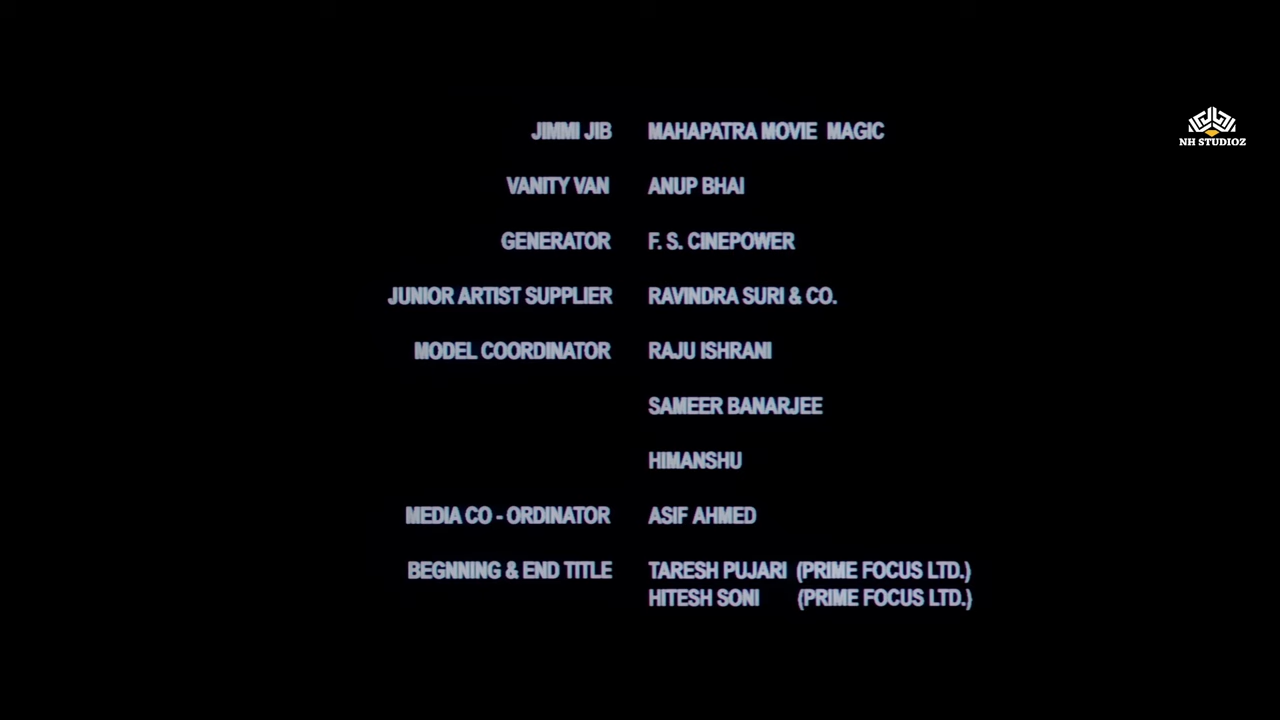 JIMMI JIB MAHAPATRA MOVIE MAGIC
NH STUDIOZ
VANITY VAN ANUP BHAI
GENERATOR F. S. CINEPOWER
JUNIOR ARTIST SUPPLIER RAVINDRA SURI & CO.
MODEL COORDINATOR RAJU ISHRANI
SAMEER BANARJEE
HIMANSHU
MEDIA CO - ORDINATOR ASIF AHMED
BEGNNING & END TITLE TARESH PUJARI (PRIME FOCUS LTD.)
HITESH SONI (PRIME FOCUS LTD.)